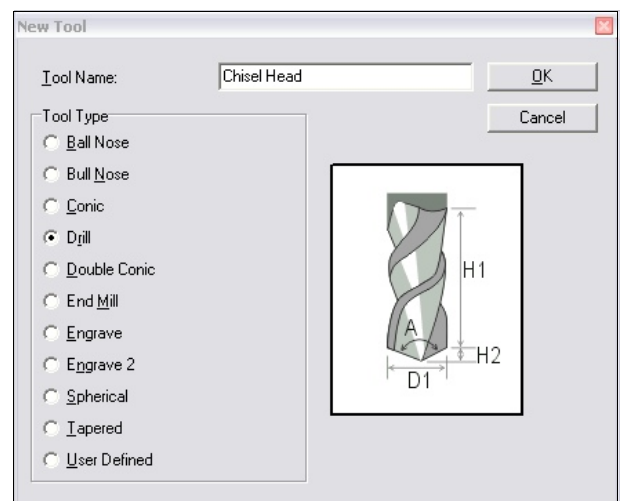 New Tool
Tool Name: Chisel Head OK
Tool Type Cancel
Ball Nose
Bull Nose
Conic
Drill
Double Conic
End Mill
Engrave
Engrave 2
Spherical
Tapered
User Defined
H1
A
H2
D1